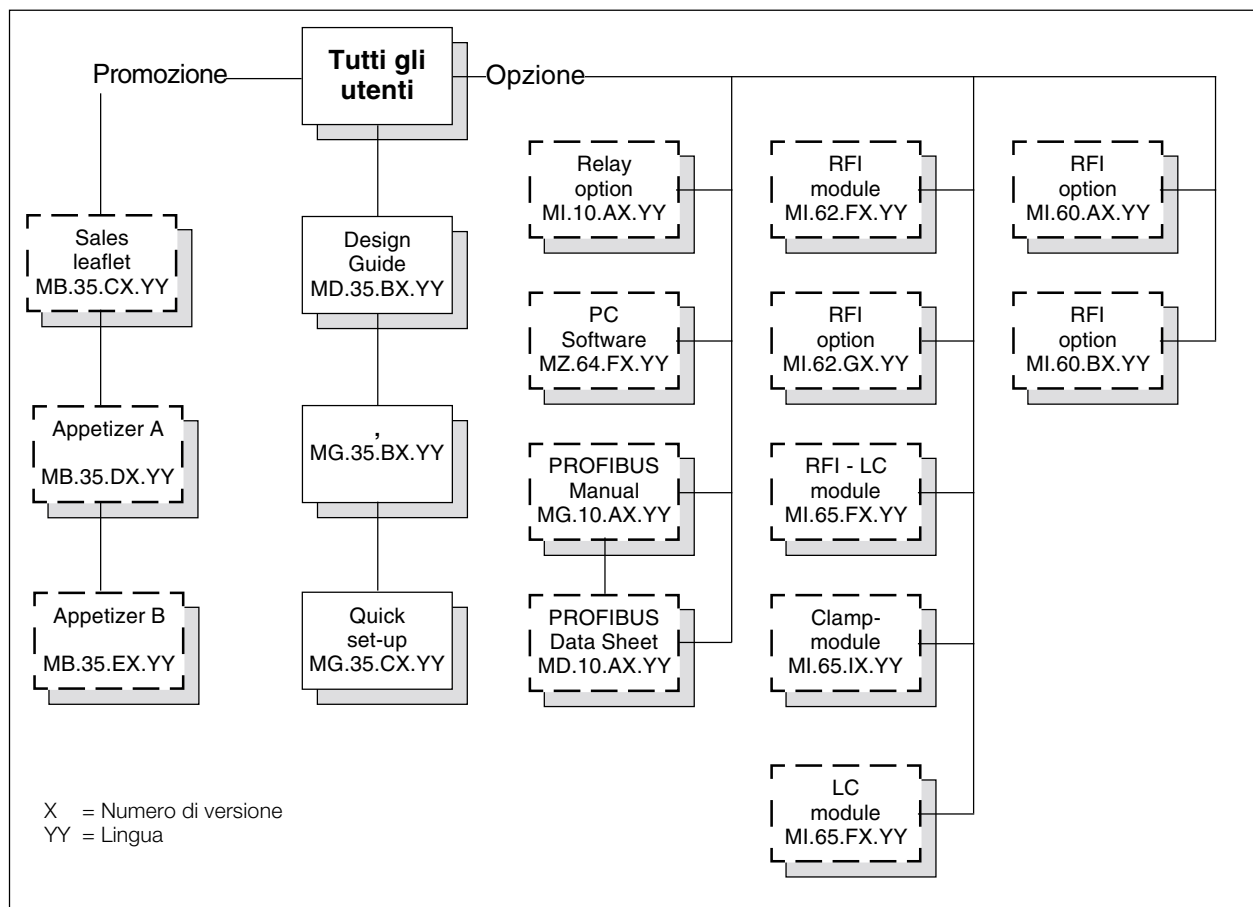 Promozione
Tutti gli
utenti
Opzione
Sales
leaflet
MB.35.CX.YY
Appetizer A
MB.35.DX.YY
Appetizer B
MB.35.EX.YY
Design
Guide
MD.35.BX.YY
,
MG.35.BX.YY
Quick
set-up
MG.35.CX.YY
Relay
option
MI.10.AX.YY
PC
Software
MZ.64.FX.YY
PROFIBUS
Manual
MG.10.AX.YY
PROFIBUS
Data Sheet
MD.10.AX.YY
RFI
module
MI.62.FX.YY
RFI
option
MI.62.GX.YY
RFI - LC
module
MI.65.FX.YY
Clamp-
module
MI.65.IX.YY
LC
module
MI.65.FX.YY
RFI
option
MI.60.AX.YY
RFI
option
MI.60.BX.YY
X = Numero di versione
YY = Lingua